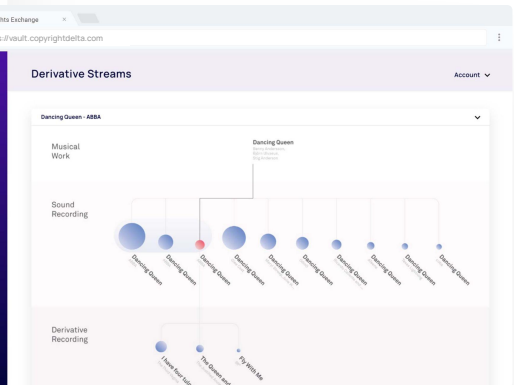 hts Exchange ×
s://vault.copyrightdelta.com
Derivative Streams
Account
Dancing Queen - ABBA
Musical
Work
Dancing Queen
Sound
Recording
Dancing Queen
Dancing Queen
Dancing Queen
Dancing Queen
Dancing Queen
Dancing Queen
Dancing Queen
Dancing Queen
Dancing Queen
Dancing Queen
Derivative
Recording
I have four
The Queen and
Fly With Me